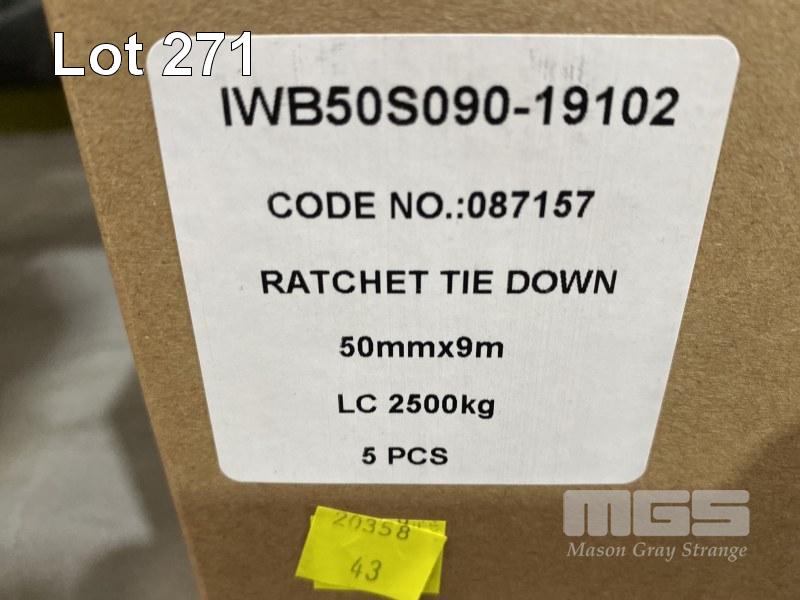 Lot 271
IWB50S090-19102
CODE NO.:087157
RATCHET TIE DOWN
50mmx9m
LC 2500kg
5 PCS
20358
43
MGS
Mason Gray Strange